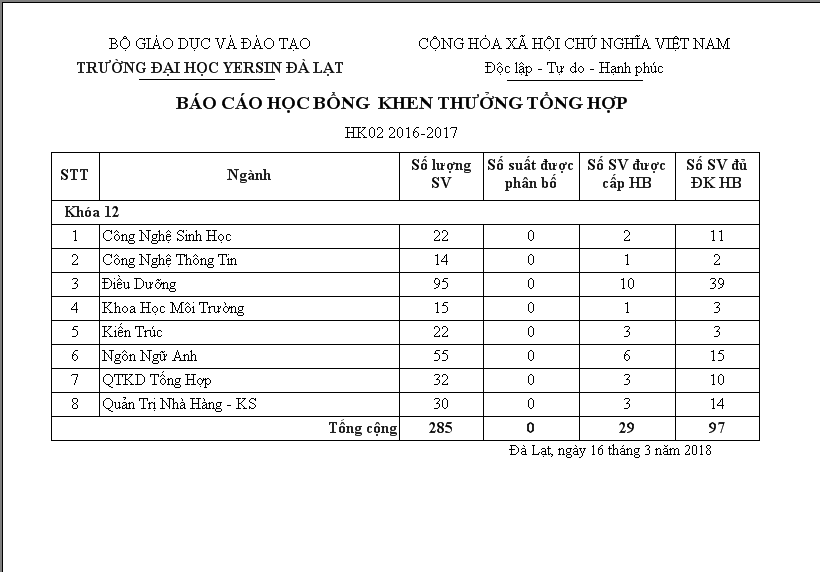 BỘ GIÁO DỤC VÀ ĐÀO TẠO CỘNG HÒA XÃ HỘI CHỦ NGHĨA VIỆT NAM
TRƯỜNG ĐẠI HỌC YERSIN ĐÀ LẠT Độc lập - Tự do - Hạnh phúc
BÁO CÁO HỌC BỔNG KHEN THƯỞNG TỔNG HỢP
HK02 2016-2017
STT Ngành Số lượng SV Số suất được phân bổ Số SV được cấp HB Số SV đủ ĐK HB
Khóa 12
1 Công Nghệ Sinh Học 22 0 2 11
2 Công Nghệ Thông Tin 14 0 1 2
3 Điều Dưỡng 95 0 10 39
4 Khoa Học Môi Trường 15 0 1 3
5 Kiến Trúc 22 0 3 3
6 Ngôn Ngữ Anh 55 0 6 15
7 QTKD Tổng Hợp 32 0 3 10
8 Quản Trị Nhà Hàng - KS 30 0 3 14
Tổng cộng 285 0 29 97
Đà Lạt, ngày 16 tháng 3 năm 2018